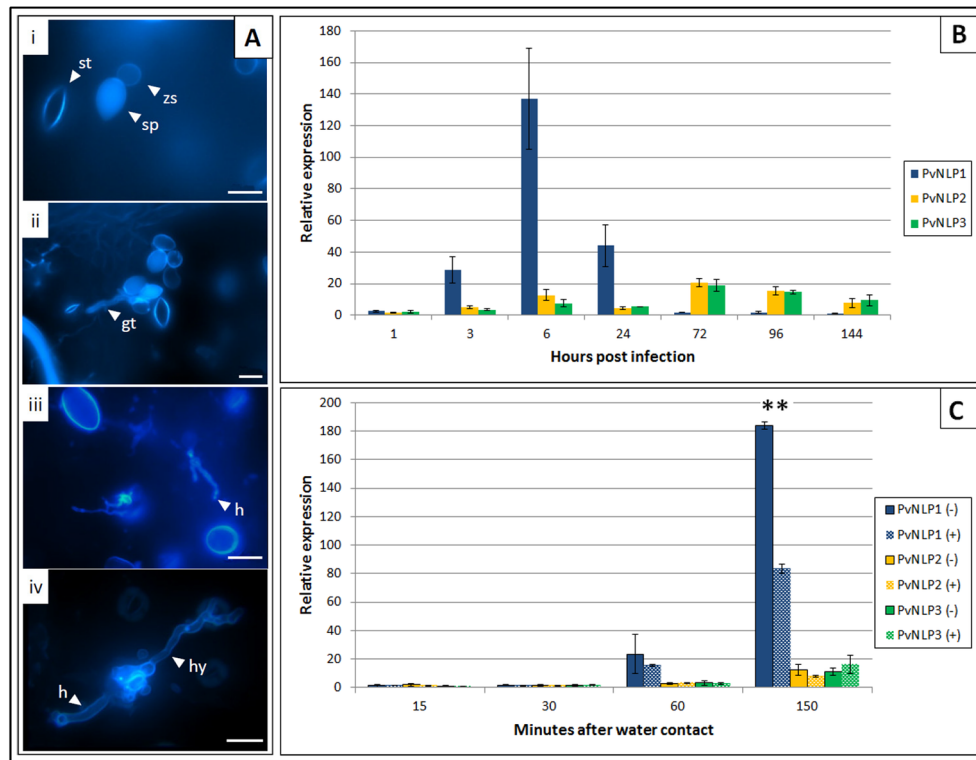 A
i
st
zs
sp
ii
gt
iii
h
iv
hy
h
B
Relative expression
180
160
140
120
100
80
60
40
20
0
1 3 6 24 72 96 144
Hours post infection
PvNLP1
PvNLP2
PvNLP3
C
Relative expression
200
180
160
140
120
100
80
60
40
20
0
**
15 30 60 150
Minutes after water contact
PvNLP1 (-)
PvNLP1 (+)
PvNLP2 (-)
PvNLP2 (+)
PvNLP3 (-)
PvNLP3 (+)